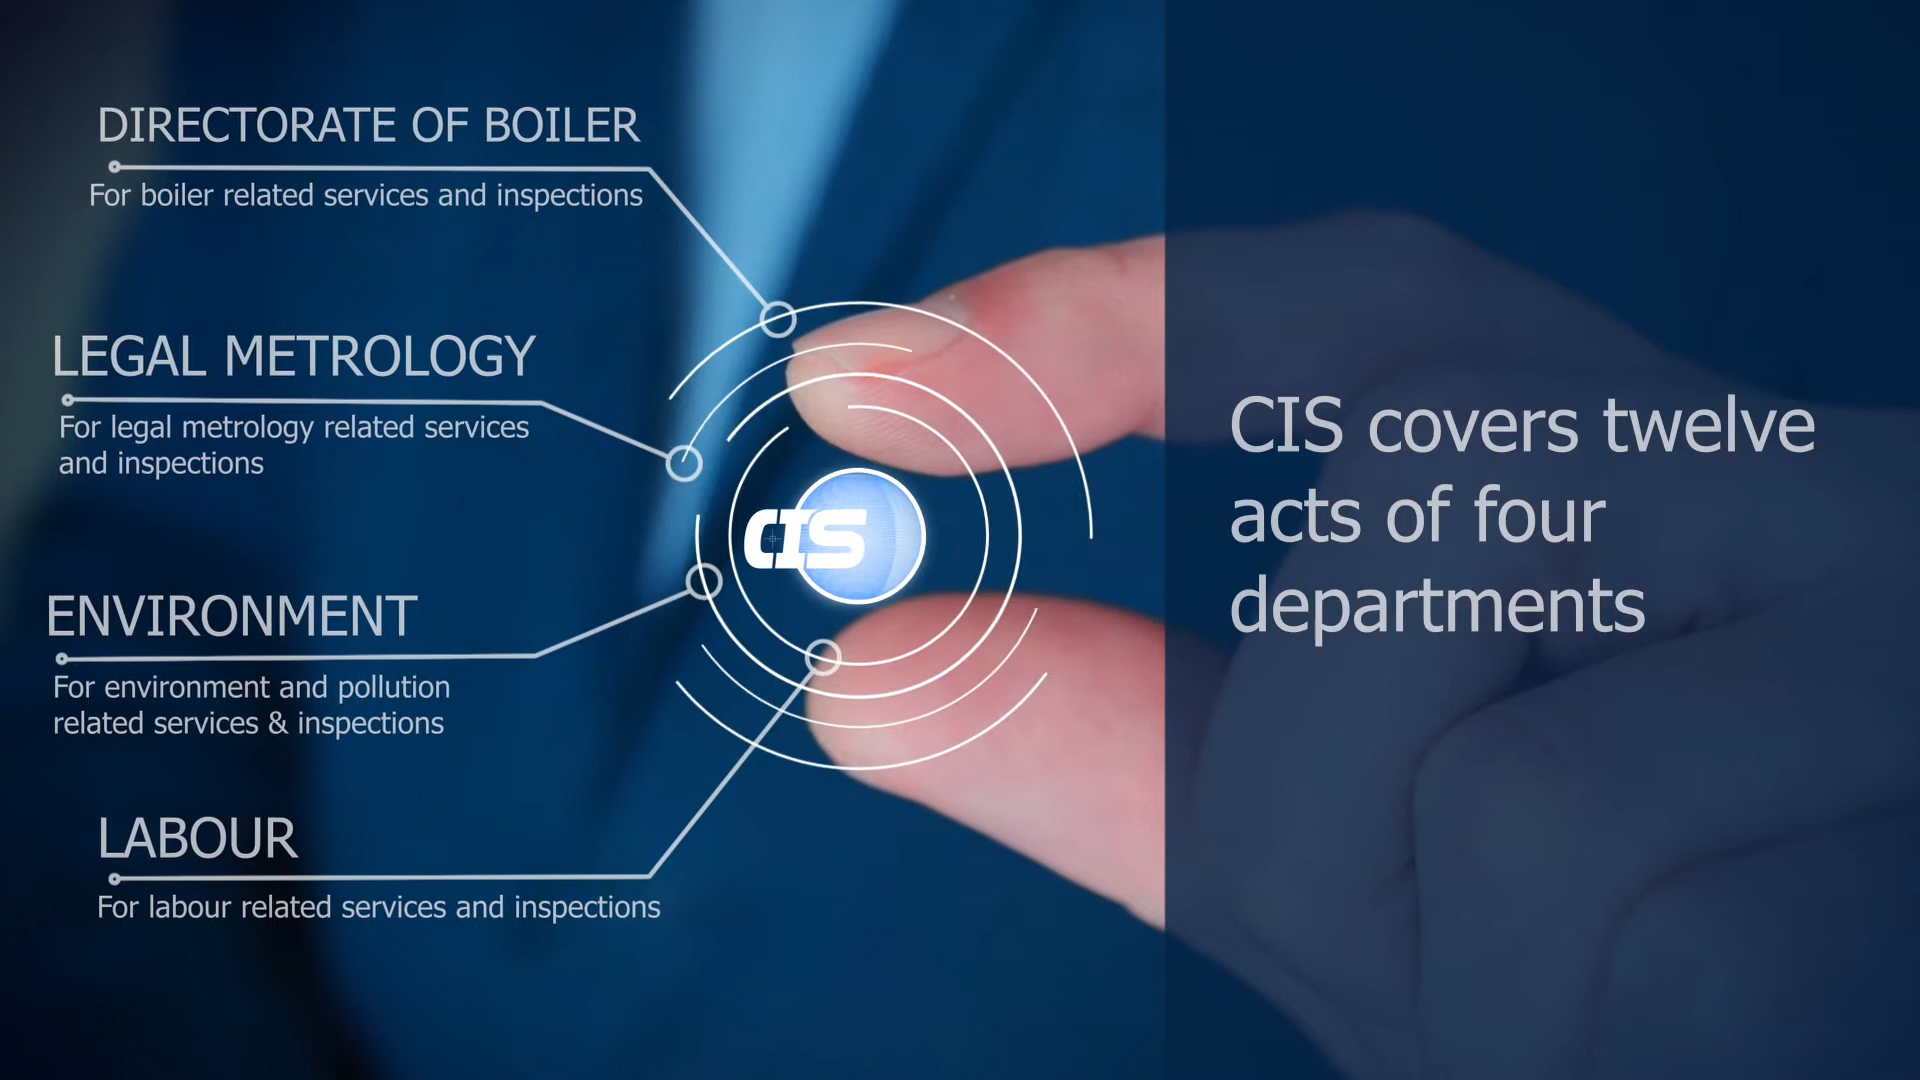 DIRECTORATE OF BOILER
For boiler related services and inspections
LEGAL METROLOGY
For legal metrology related services
and inspections
CIS
ENVIRONMENT
For environment and pollution
related services & inspections
LABOUR
For labour related services and inspections
CIS covers twelve
acts of four
departments